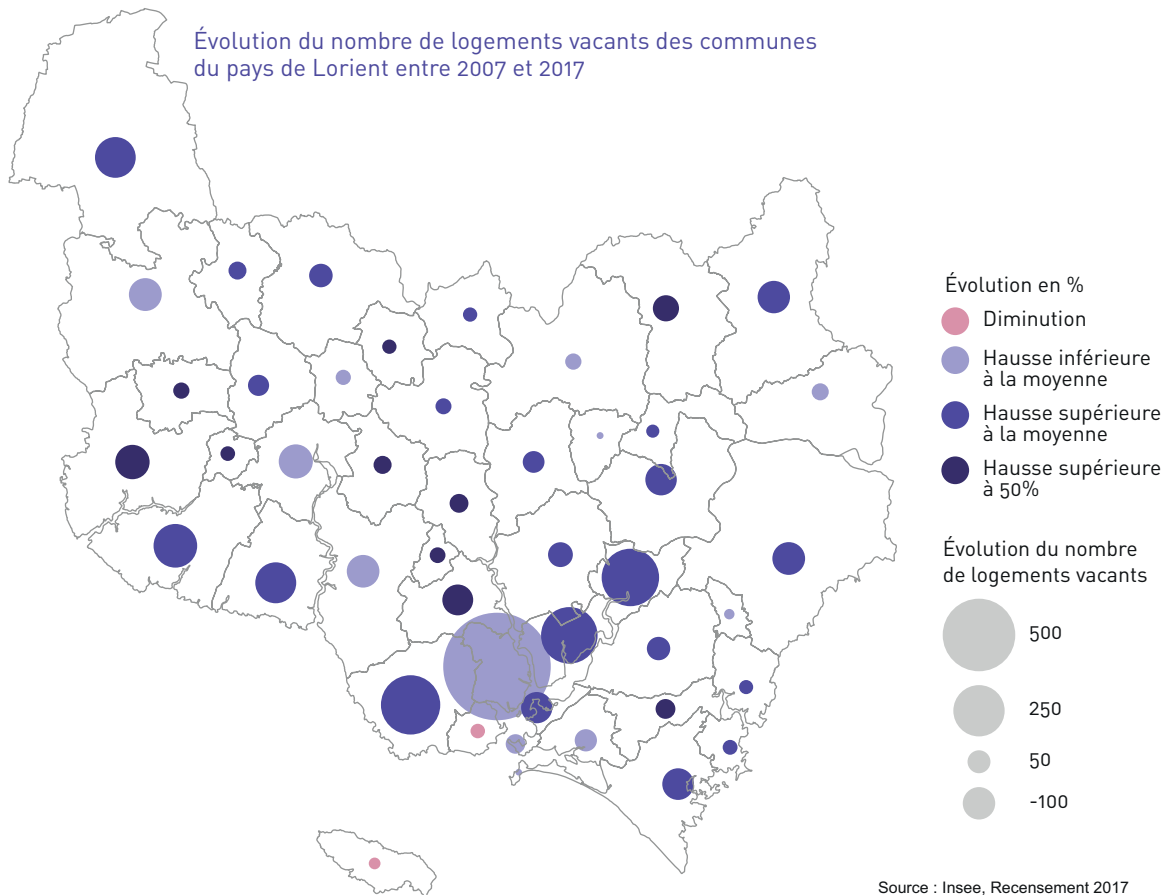 Évolution du nombre de logements vacants des communes
du pays de Lorient entre 2007 et 2017
Évolution en %
Diminution
Hausse inférieure
à la moyenne
Hausse supérieure
à la moyenne
Hausse supérieure
à 50%
Évolution du nombre
de logements vacants
500
250
50
-100
Source : Insee, Recensement 2017